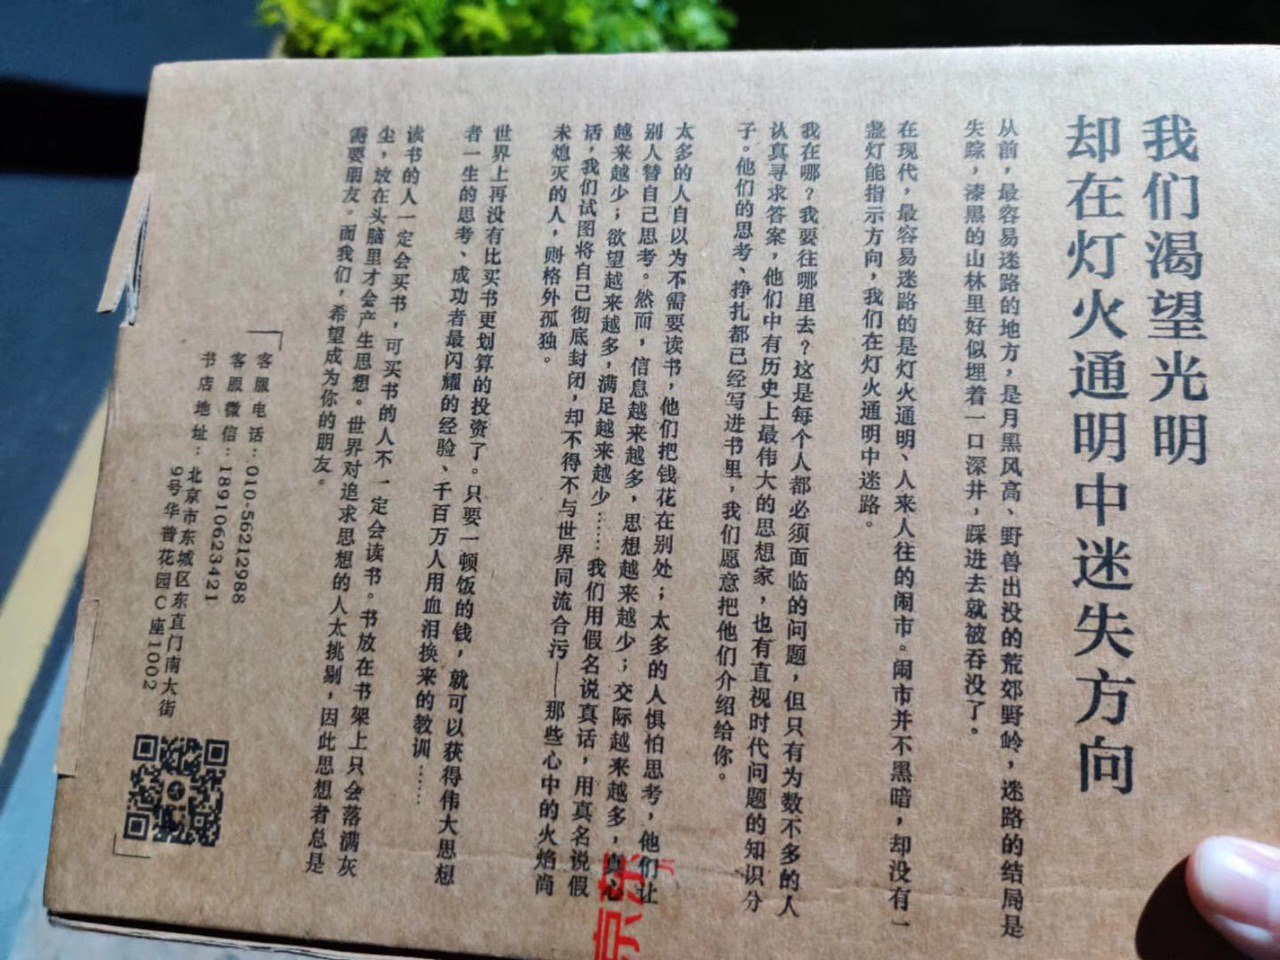 我们渴望光明
却在灯火通明中迷失方向
从前，最容易迷路的地方，是月黑风高、野兽出没的荒郊野岭，迷路的结局是
失踪，漆黑的山林里好似埋着一口深井，踩进去就被吞没了。
在现代，最容易迷路的是灯火通明、人来人往的闹市。闹市并不黑暗，却没有一
盏灯能指示方向，我们在灯火通明中迷路。
我在哪？我要往哪里去？这是每个人都必须面临的问题，但只有为数不多的人
认真寻求答案，他们中有历史上最伟大的思想家，也有直视时代问题的知识分
子。他们的思考、挣扎都已经写进书里，我们愿意把他们介绍给你。
太多的人自以为不需要读书，他们把钱花在别处；太多的人惧怕思考，他们让
别人替自己思考。然而，信息越来越多，思想越来越少；交际越来越多，真心
越来越少；欲望越来越多，满足越来越少……我们用假名说真话，用真名说假
话，我们试图将自己彻底封闭，却不得不与世界同流合污——那些心中的火焰尚
未熄灭的人，则格外孤独。
世界上再没有比买书更划算的投资了。只要一顿饭的钱，就可以获得伟大思想
者一生的思考、成功者最闪耀的经验、千百万人用血泪换来的教训……
读书的人一定会买书，可买书的人不一定会读书。书放在书架上只会落满灰
尘，放在头脑里才会产生思想。世界对追求思想的人太挑剔，因此思想者总是
需要朋友。而我们，希望成为你的朋友。
客服电话：010-56212988
客服微信：18910623421
书店地址：北京市东城区东直门南大街
9号华普花园C座1002
京东